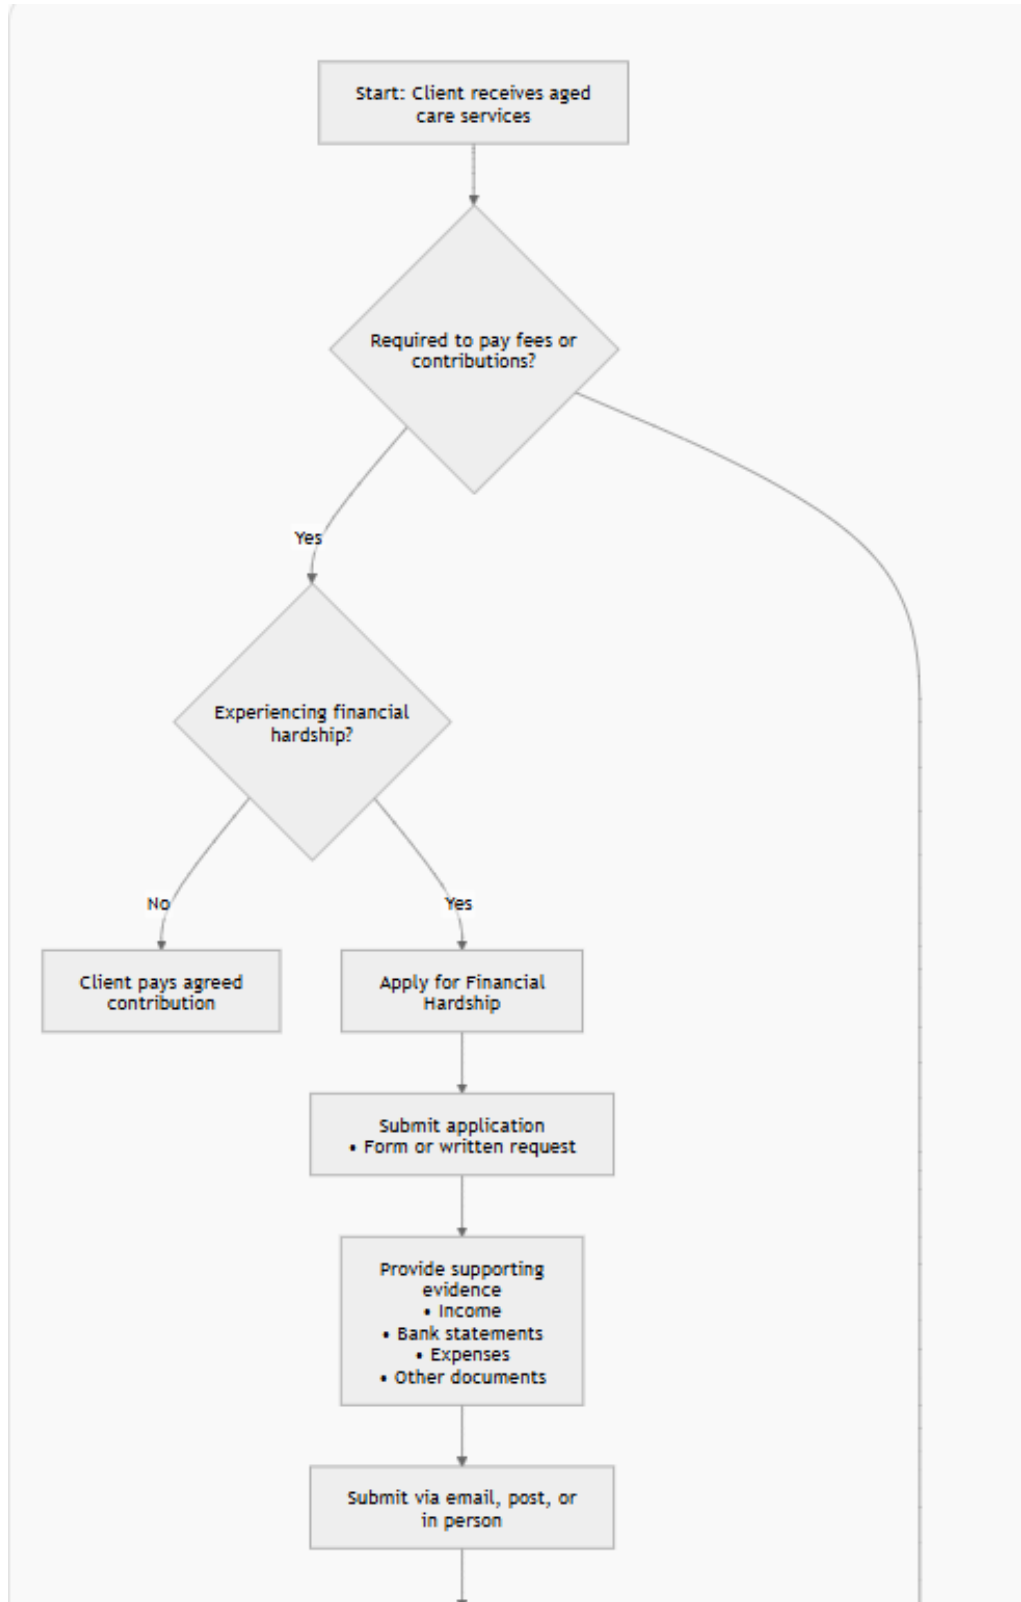 Start: Client receives aged
care services
Required to pay fees or
contributions?
Yes
Experiencing financial
hardship?
No
Yes
Client pays agreed
contribution
Apply for Financial
Hardship
Submit application
• Form or written request
Provide supporting
evidence
• Income
• Bank statements
• Expenses
• Other documents
Submit via email, post, or
in person